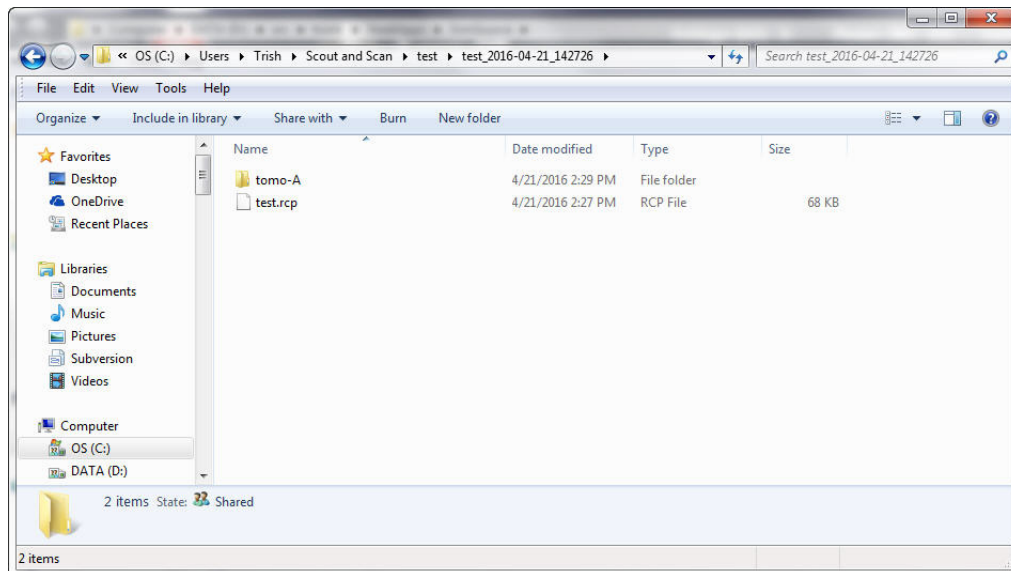 « OS (C:) ▸ Users ▸ Trish ▸ Scout and Scan ▸ test ▸ test_2016-04-21_142726 ▸ Search test_2016-04-21_142726
File Edit View Tools Help
Organize Include in library Share with Burn New folder
Name Date modified Type Size
tomo-A 4/21/2016 2:29 PM File folder
test.rcp 4/21/2016 2:27 PM RCP File 68 KB
Favorites
Desktop
OneDrive
Recent Places
Libraries
Documents
Music
Pictures
Subversion
Videos
Computer
OS (C:)
DATA (D:)
2 items State: Shared
2 items